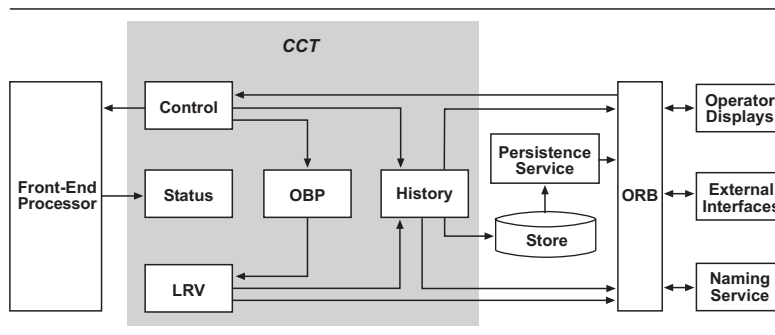 CCT
Control
Operator
Displays
Persistence
Service
Front-End
Processor
Status
OBP
History
ORB
External
Interfaces
Store
LRV
Naming
Service